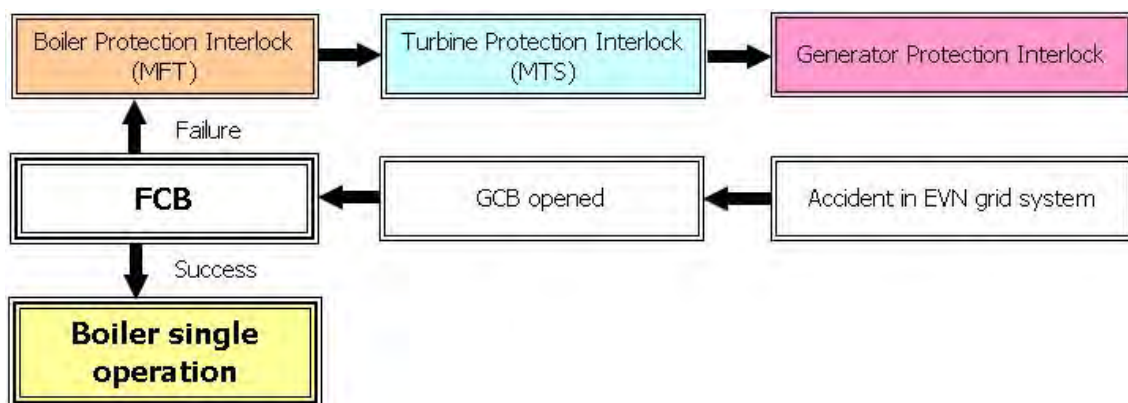 Boiler Protection Interlock
(MFT)
Turbine Protection Interlock
(MTS)
Generator Protection Interlock
Failure
FCB
GCB opened
Accident in EVN grid system
Success
Boiler single
operation